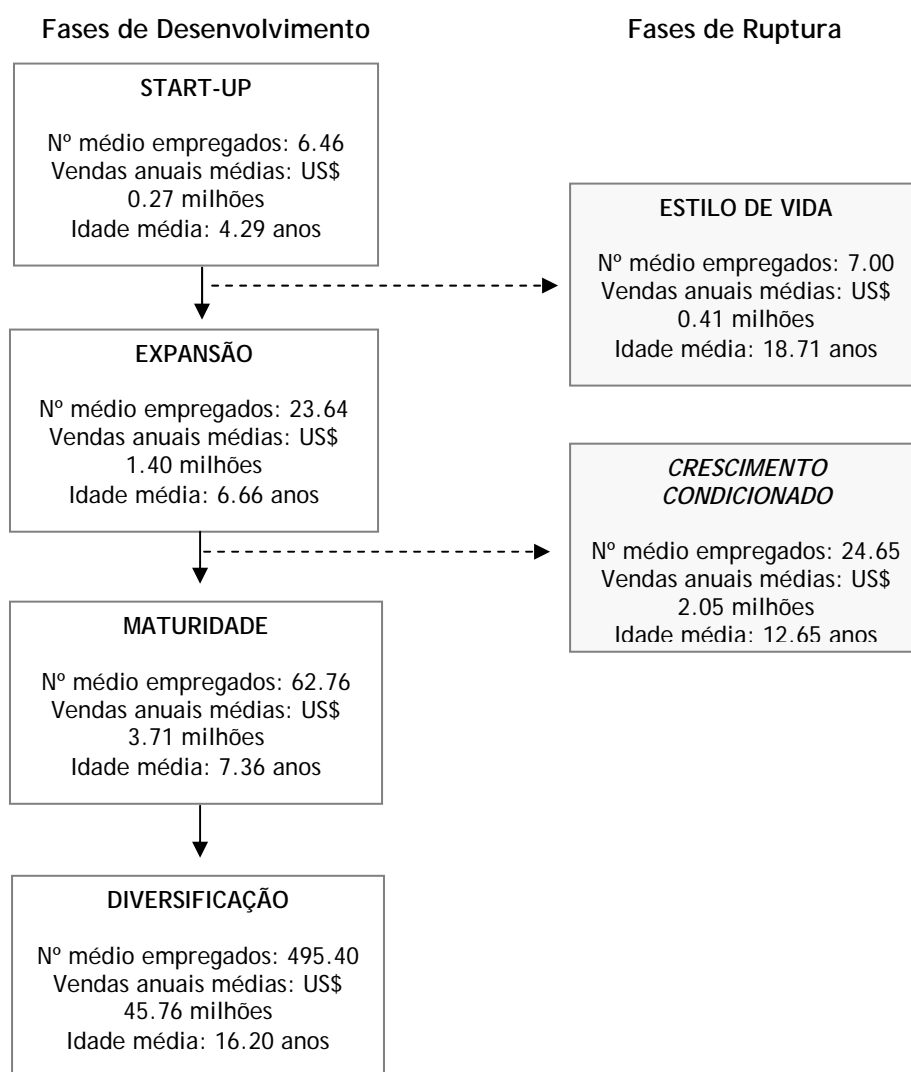 Fases de Desenvolvimento
Fases de Ruptura
START-UP
Nº médio empregados: 6.46
Vendas anuais médias: US$
0.27 milhões
Idade média: 4.29 anos
ESTILO DE VIDA
Nº médio empregados: 7.00
Vendas anuais médias: US$
0.41 milhões
Idade média: 18.71 anos
EXPANSÃO
Nº médio empregados: 23.64
Vendas anuais médias: US$
1.40 milhões
Idade média: 6.66 anos
CRESCIMENTO
CONDICIONADO
Nº médio empregados: 24.65
Vendas anuais médias: US$
2.05 milhões
Idade média: 12.65 anos
MATURIDADE
Nº médio empregados: 62.76
Vendas anuais médias: US$
3.71 milhões
Idade média: 7.36 anos
DIVERSIFICAÇÃO
Nº médio empregados: 495.40
Vendas anuais médias: US$
45.76 milhões
Idade média: 16.20 anos